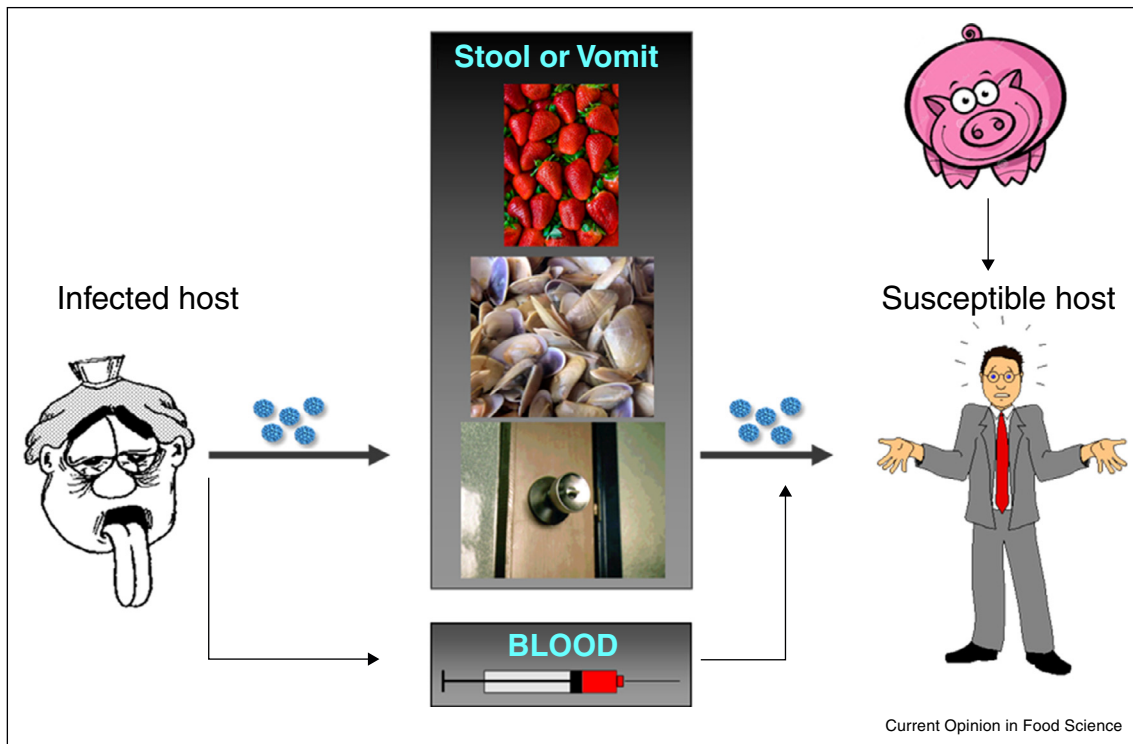 Stool or Vomit
Infected host
Susceptible host
BLOOD
Current Opinion in Food Science